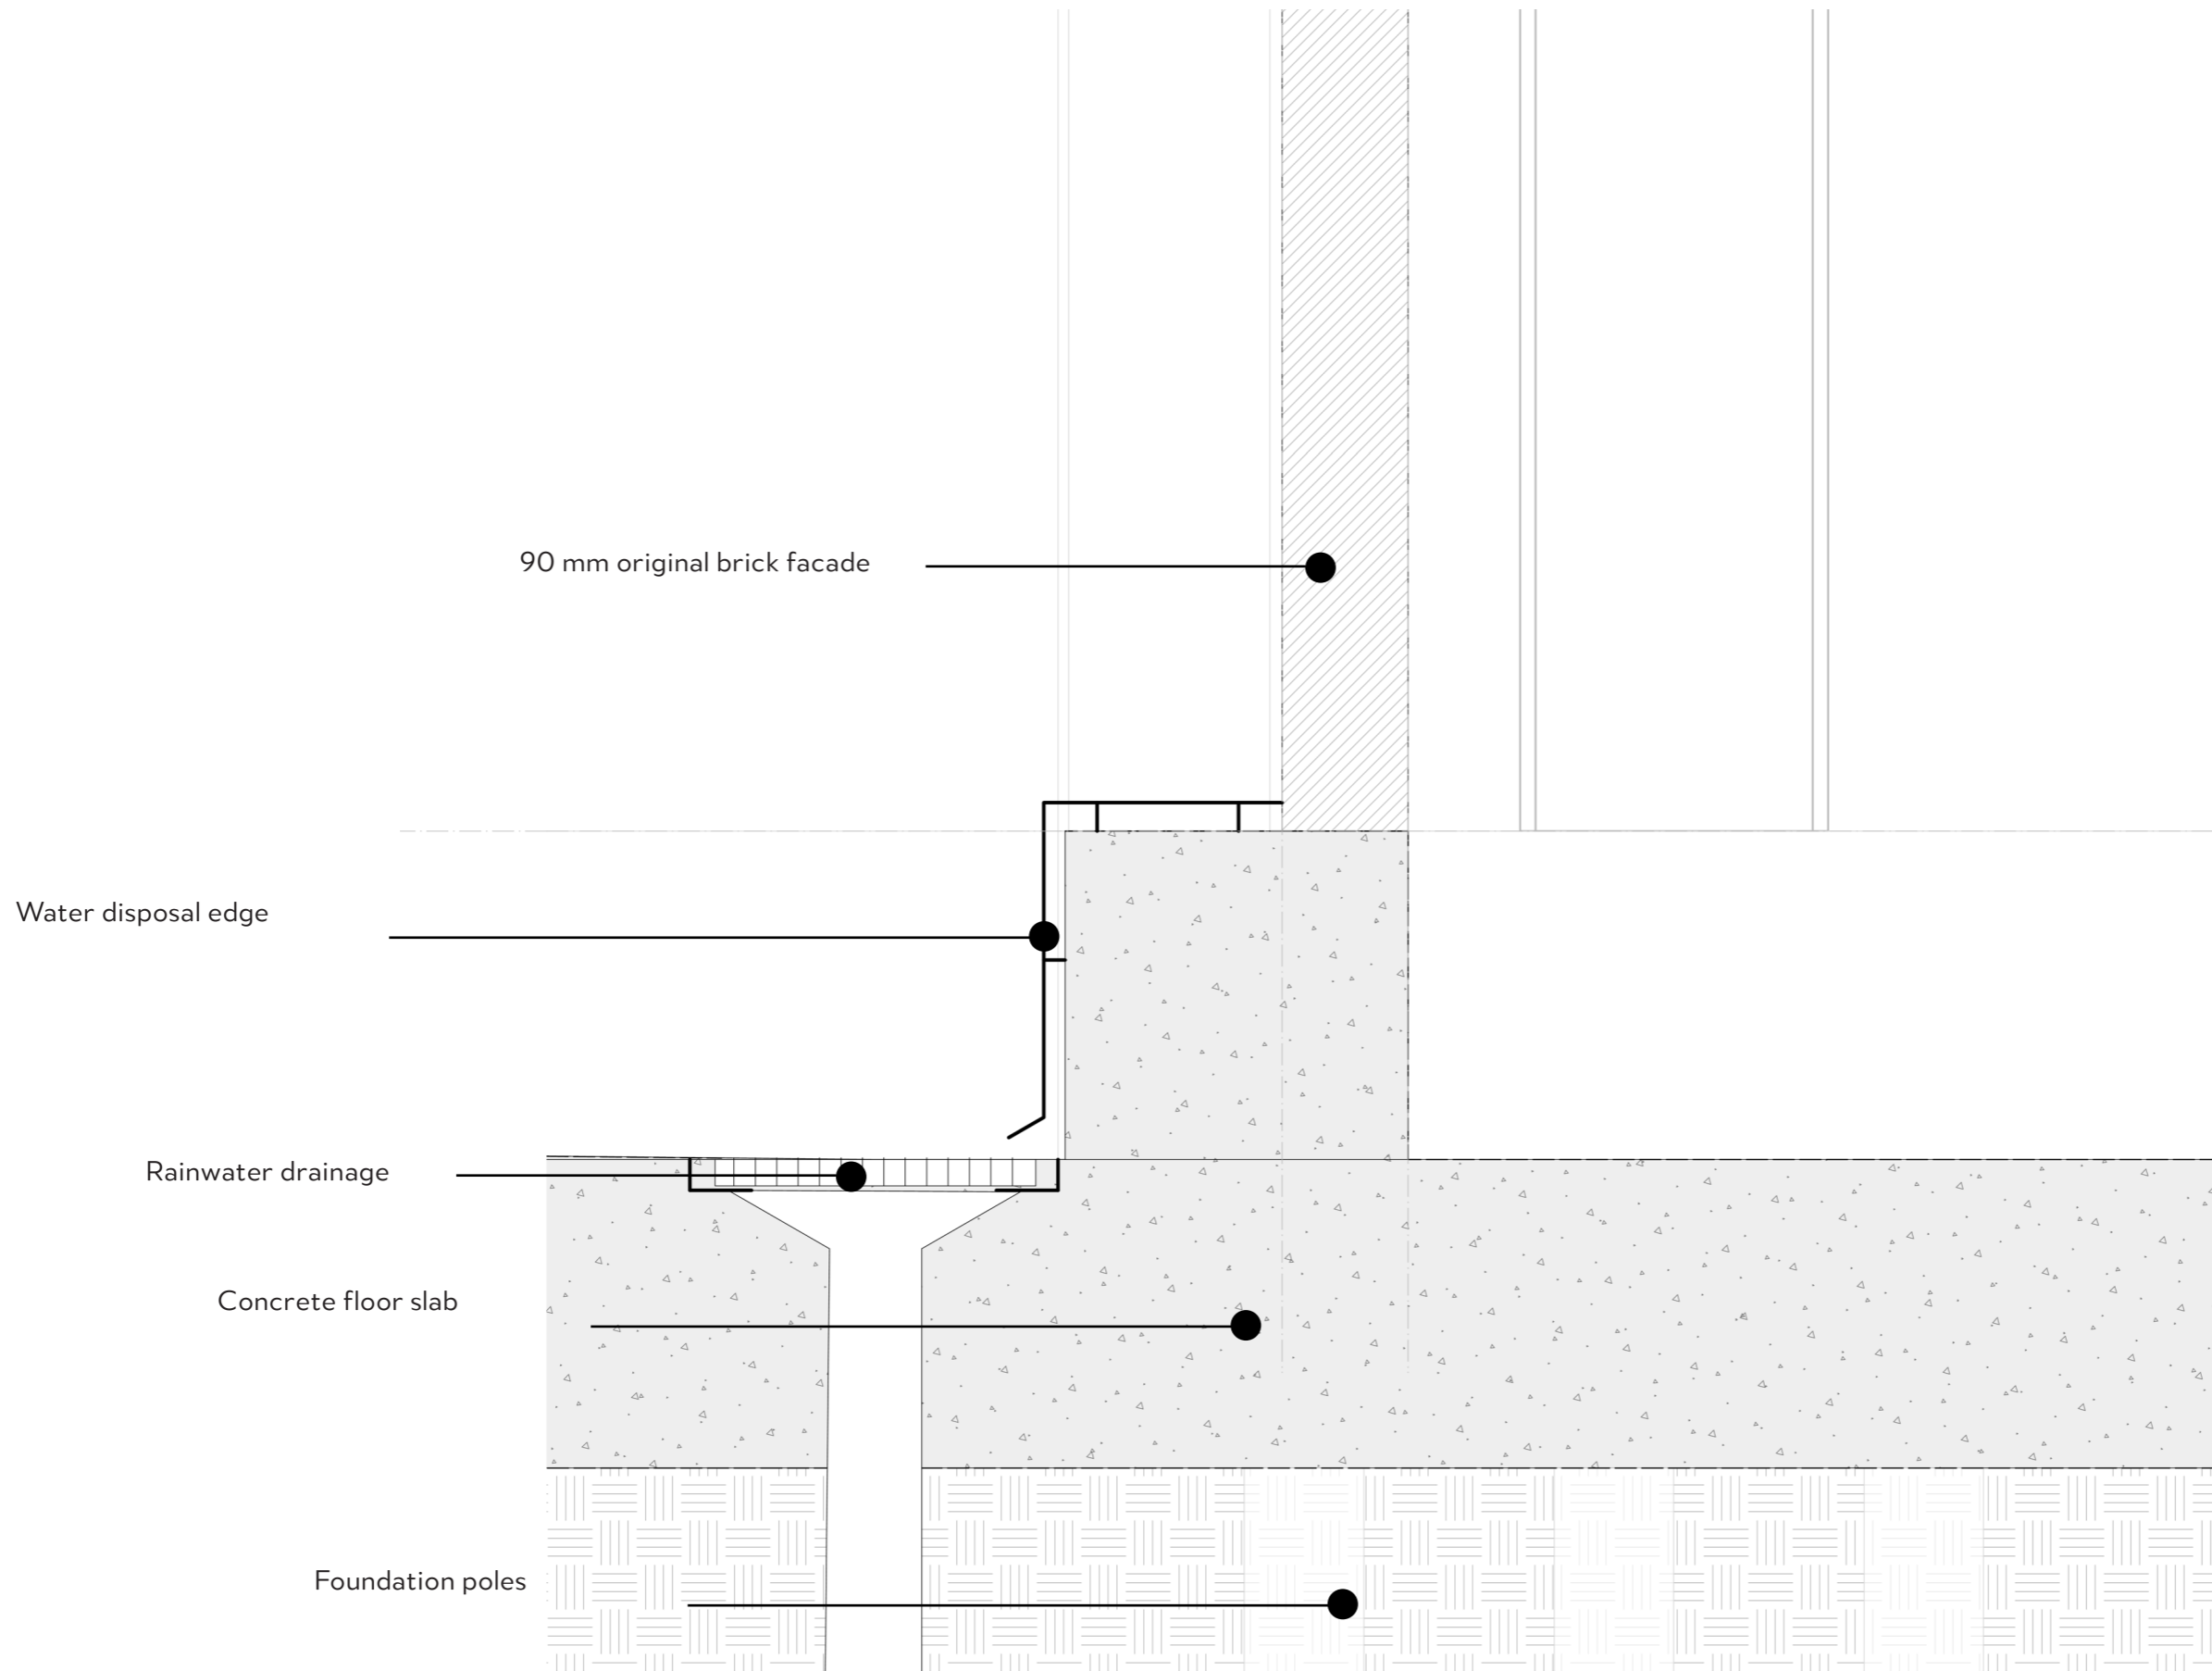 90 mm original brick facade
Water disposal edge
Rainwater drainage
Concrete floor slab
Foundation poles